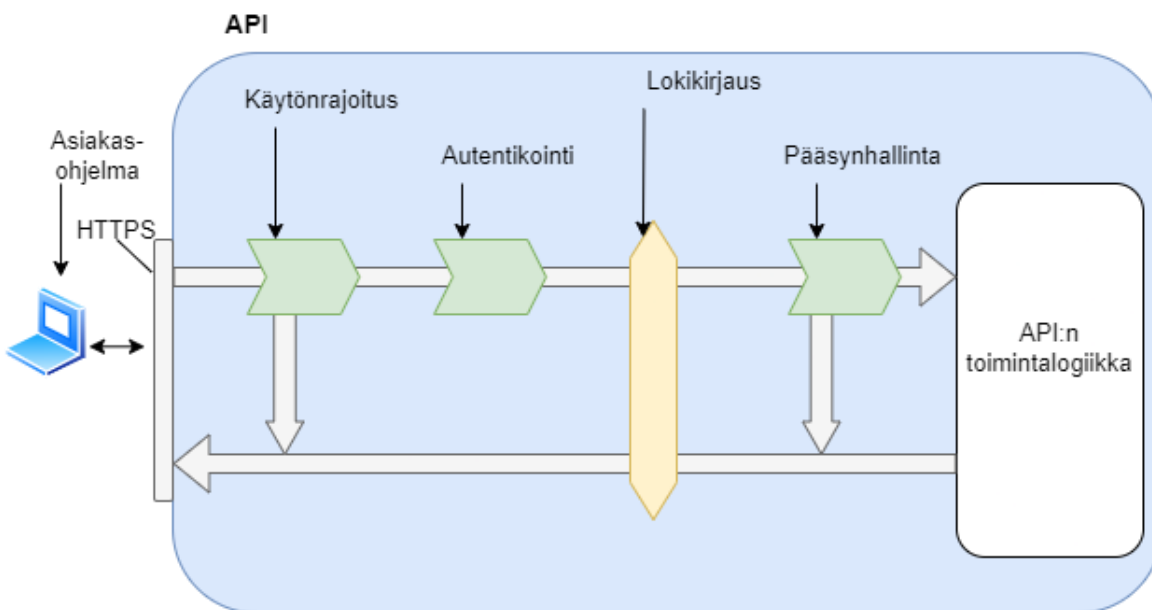 API
Käytönrajoitus
Lokikirjaus
Asiakas-
ohjelma
Autentikointi
Pääsynhallinta
HTTPS
API:n
toimintalogiikka